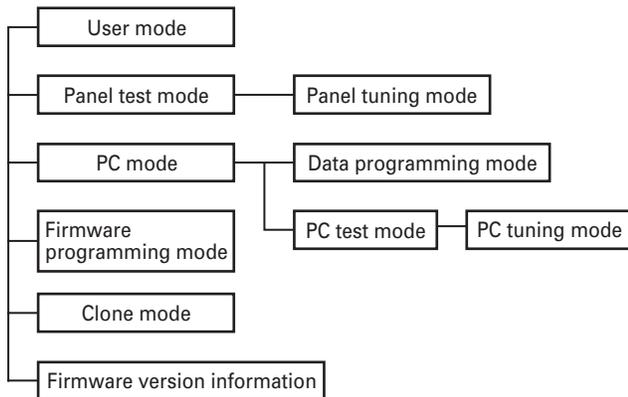 User mode
Panel test mode
Panel tuning mode
PC mode
Data programming mode
PC test mode
PC tuning mode
Firmware
programming mode
Clone mode
Firmware version information